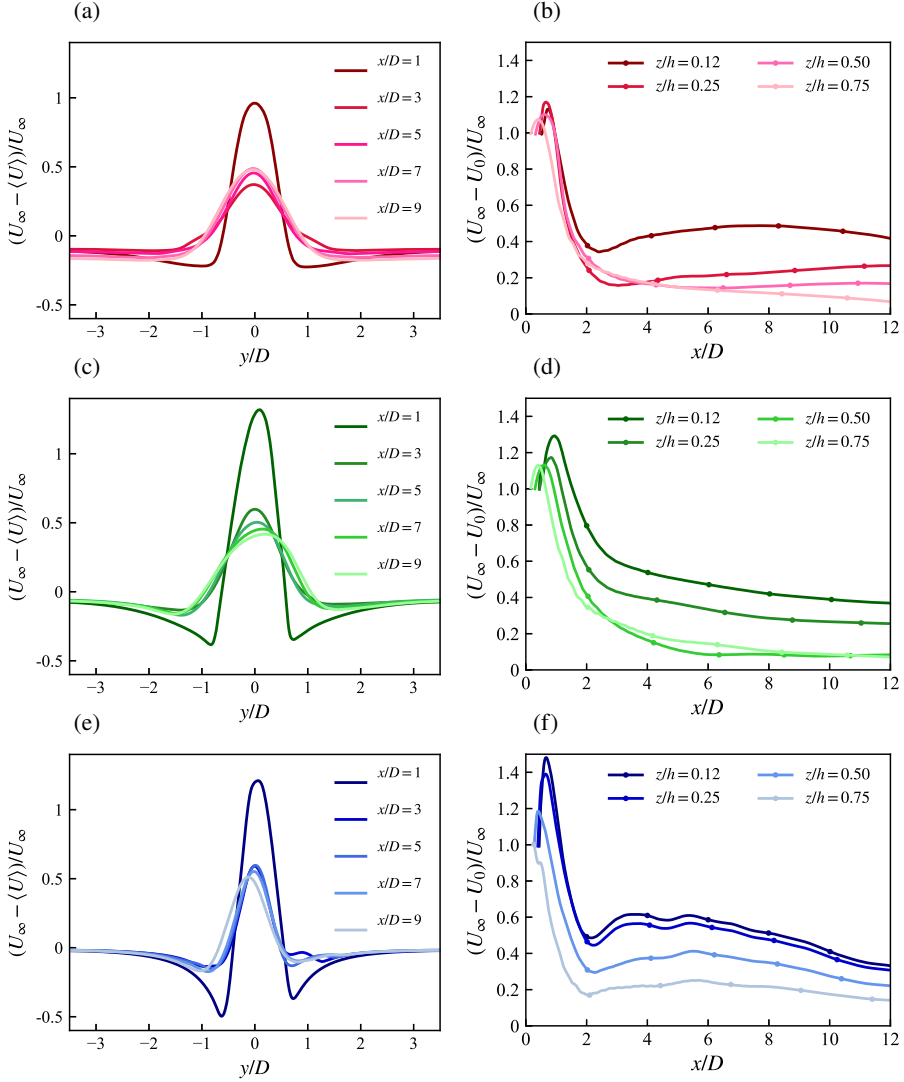 (a)
(U∞ − ⟨U⟩)/U∞
1
0.5
0
-0.5
−3 −2 −1 0 1 2 3
y/D
x/D = 1
x/D = 3
x/D = 5
x/D = 7
x/D = 9
(b)
(U∞ − U0)/U∞
1.4
1.2
1.0
0.8
0.6
0.4
0.2
0
0 2 4 6 8 10 12
x/D
z/h = 0.12 z/h = 0.50
z/h = 0.25 z/h = 0.75
(c)
(U∞ − ⟨U⟩)/U∞
1
0.5
0
-0.5
−3 −2 −1 0 1 2 3
y/D
x/D = 1
x/D = 3
x/D = 5
x/D = 7
x/D = 9
(d)
(U∞ − U0)/U∞
1.4
1.2
1.0
0.8
0.6
0.4
0.2
0
0 2 4 6 8 10 12
x/D
z/h = 0.12 z/h = 0.50
z/h = 0.25 z/h = 0.75
(e)
(U∞ − ⟨U⟩)/U∞
1
0.5
0
-0.5
−3 −2 −1 0 1 2 3
y/D
x/D = 1
x/D = 3
x/D = 5
x/D = 7
x/D = 9
(f)
(U∞ − U0)/U∞
1.4
1.2
1.0
0.8
0.6
0.4
0.2
0
0 2 4 6 8 10 12
x/D
z/h = 0.12 z/h = 0.50
z/h = 0.25 z/h = 0.75